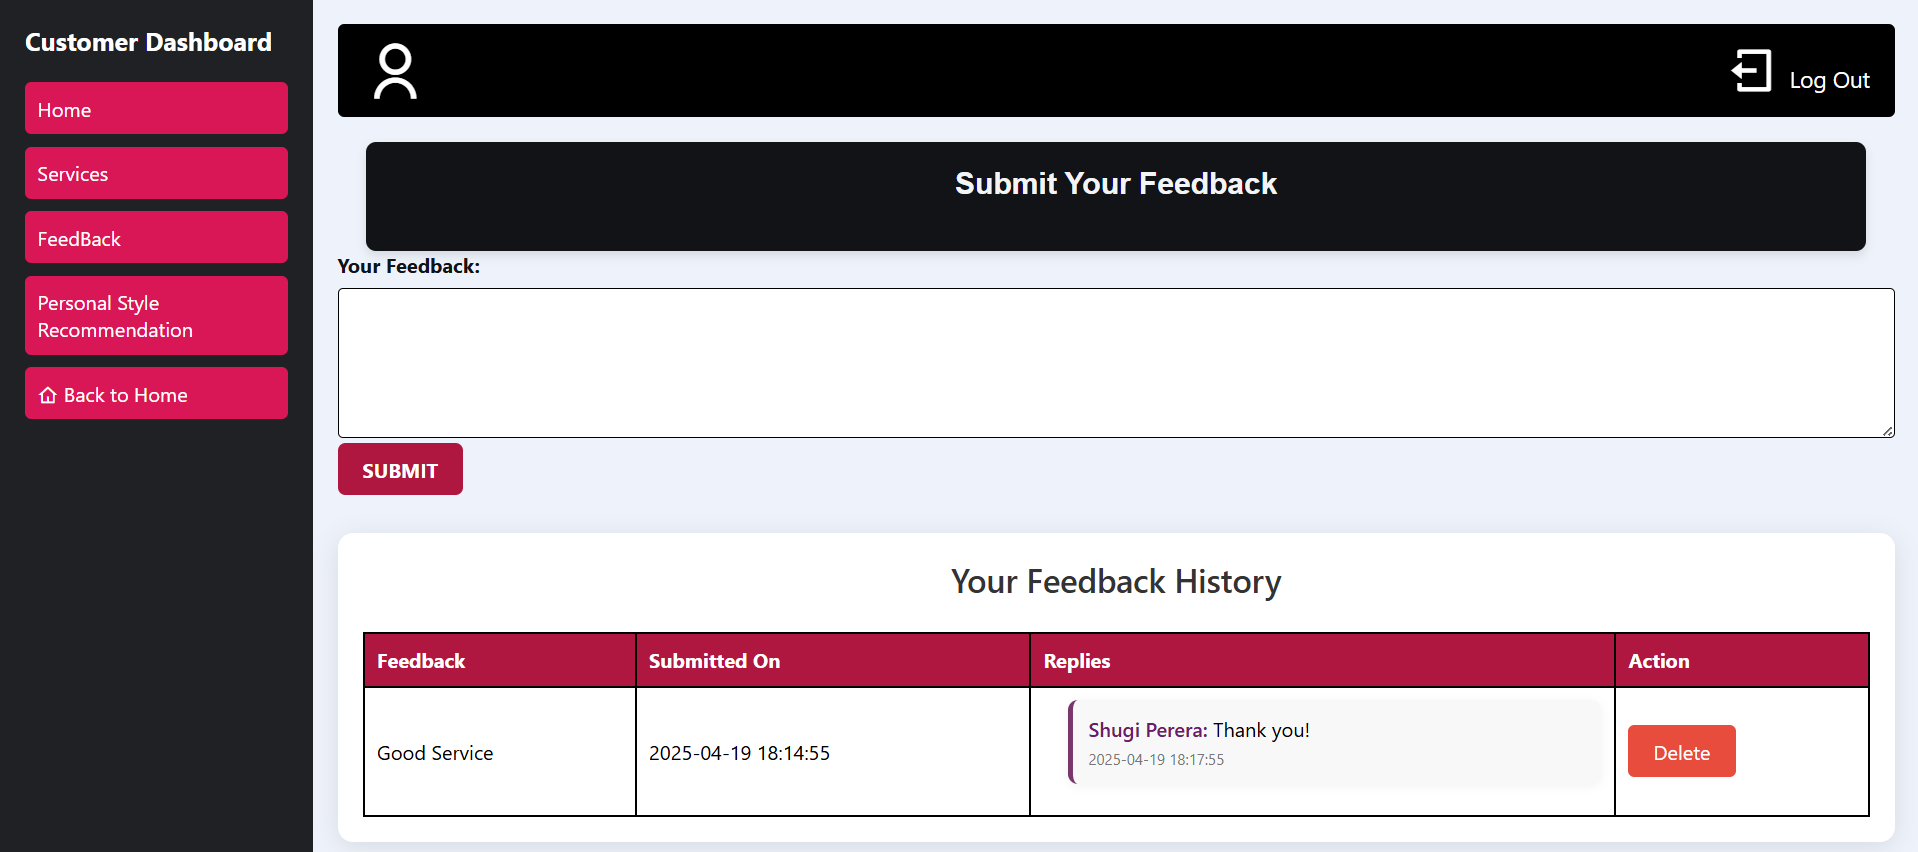 Customer Dashboard
Home
Services
FeedBack
Personal Style
Recommendation
Back to Home
Log Out
Submit Your Feedback
Your Feedback:
SUBMIT
Your Feedback History
Feedback Submitted On Replies Action
Good Service 2025-04-19 18:14:55 Shugi Perera: Thank you! Delete
2025-04-19 18:17:55